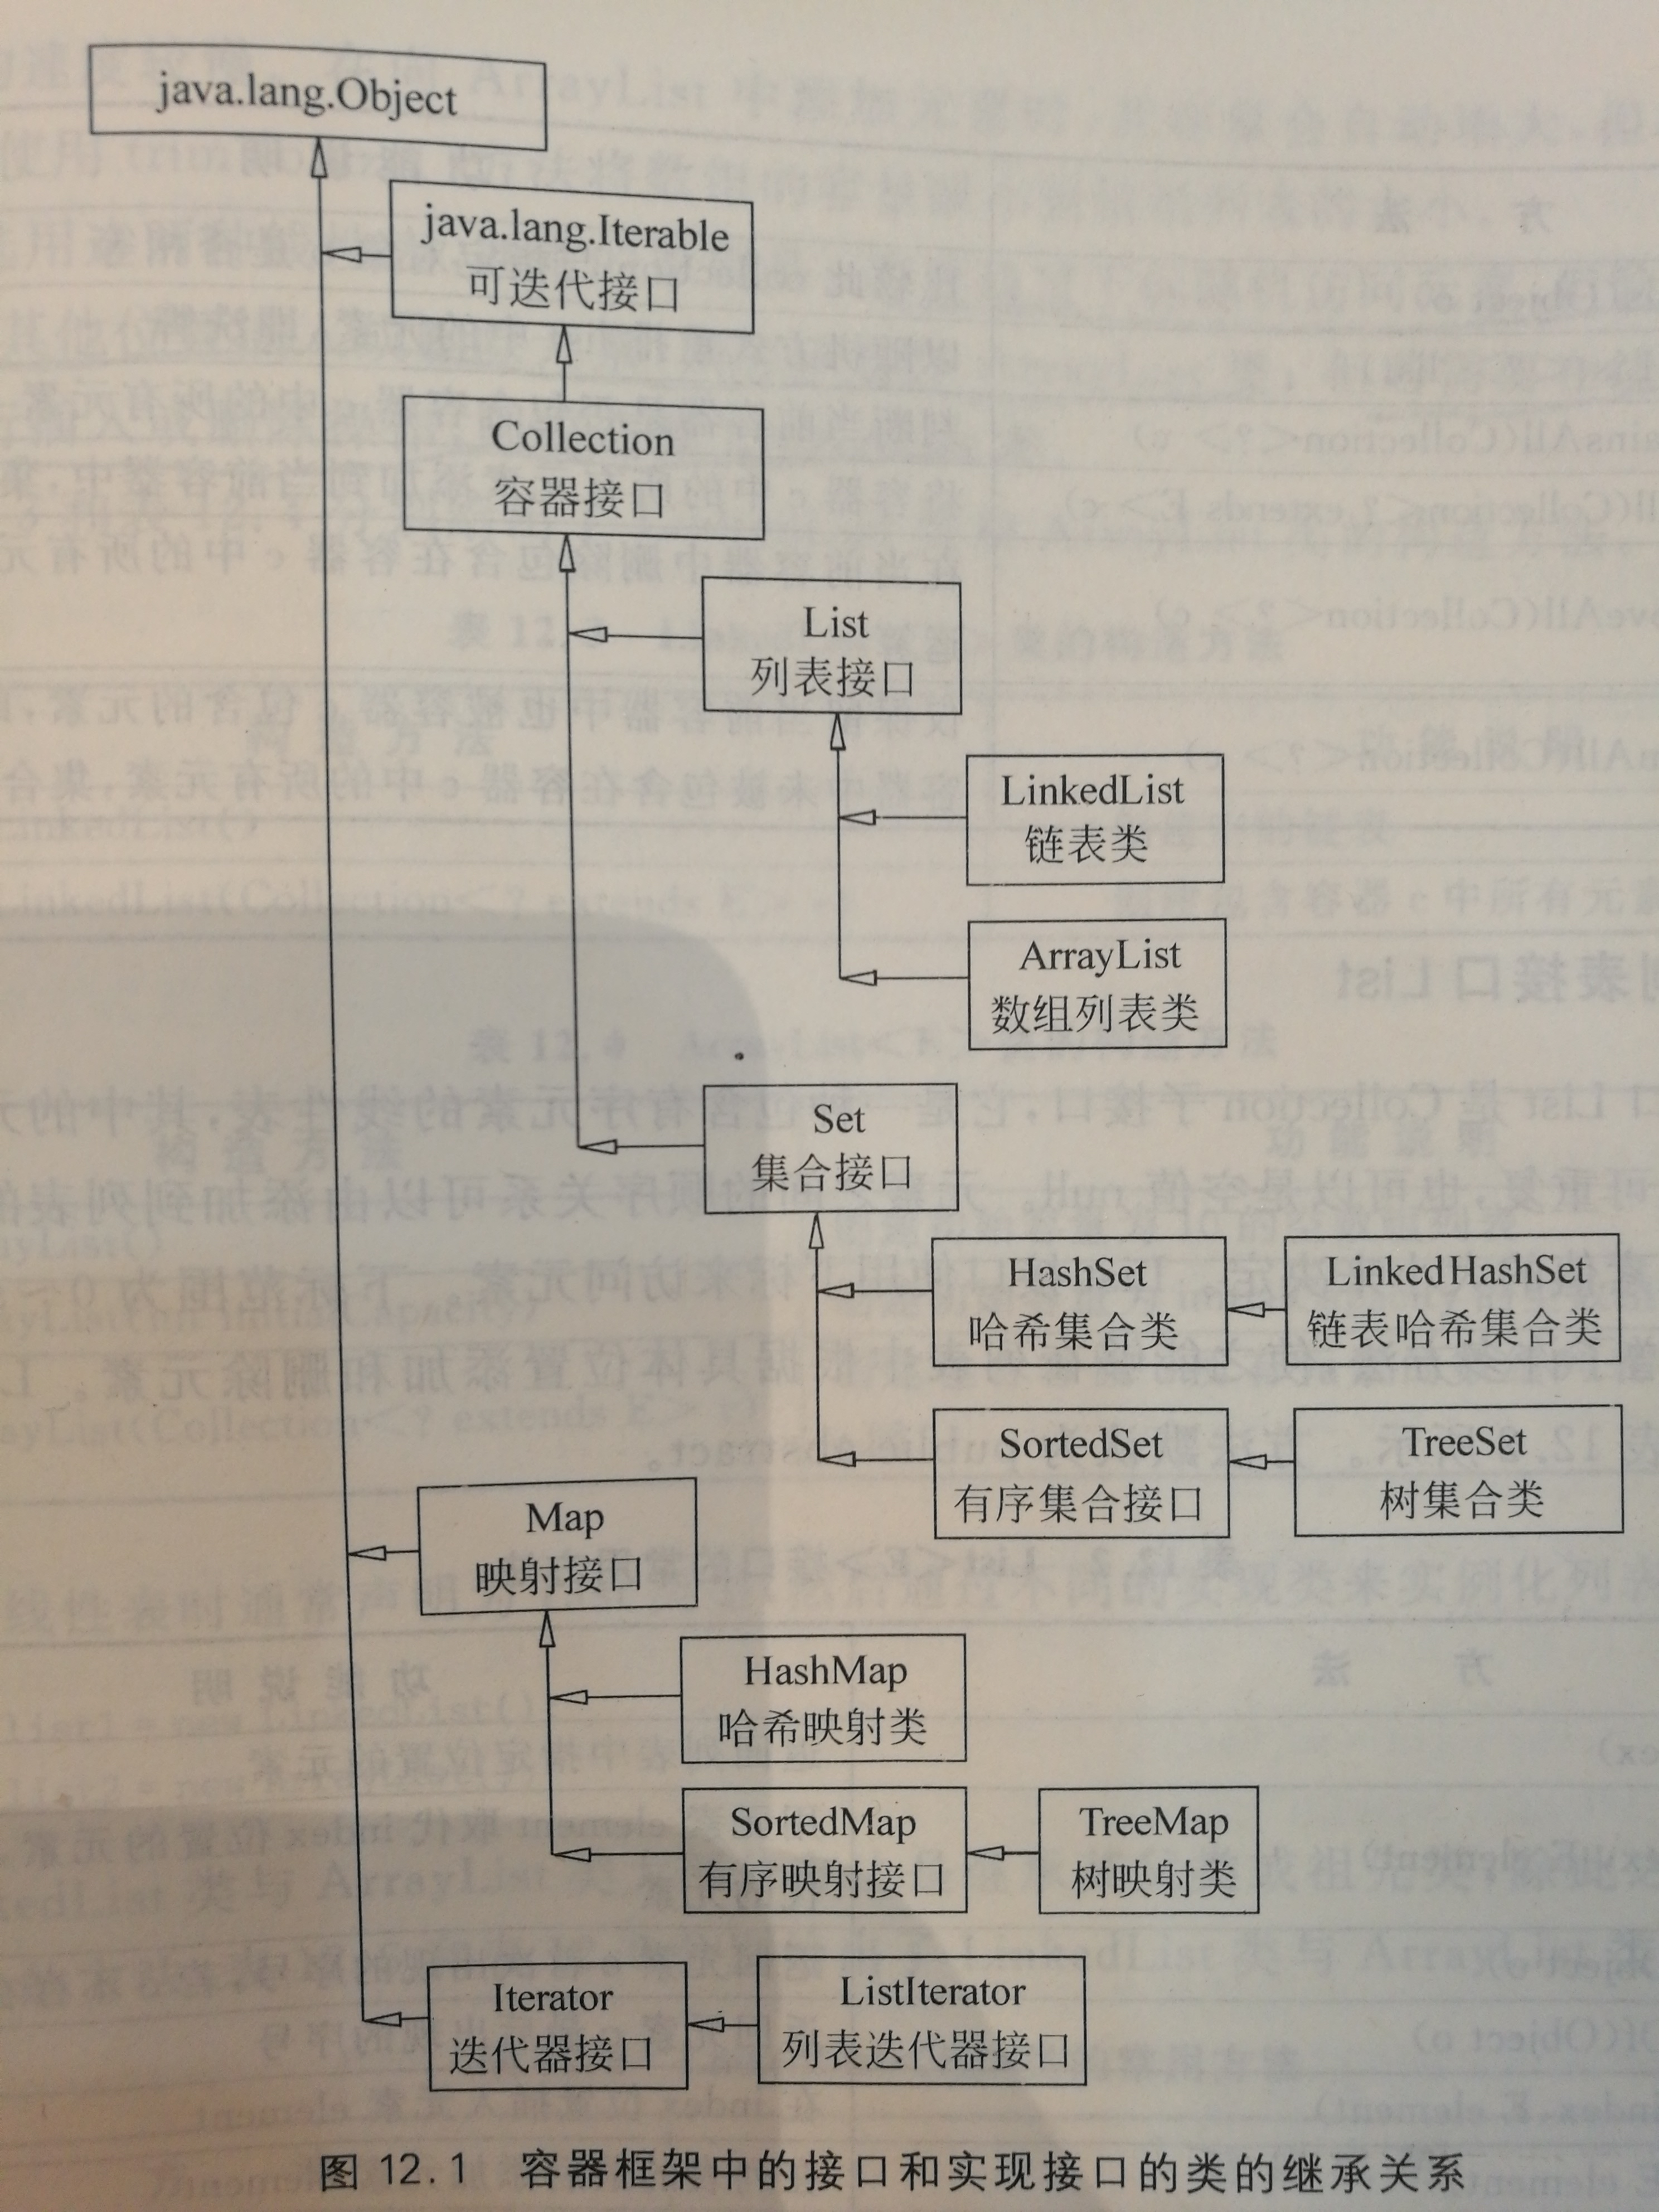 java.lang.Object
java.lang.Iterable
可迭代接口
Collection
容器接口
List
列表接口
LinkedList
链表类
ArrayList
数组列表类
Set
集合接口
HashSet
哈希集合类
LinkedHashSet
链表哈希集合类
SortedSet
有序集合接口
TreeSet
树集合类
Map
映射接口
HashMap
哈希映射类
SortedMap
有序映射接口
TreeMap
树映射类
Iterator
迭代器接口
ListIterator
列表迭代器接口
图 12.1 容器框架中的接口和实现接口的类的继承关系